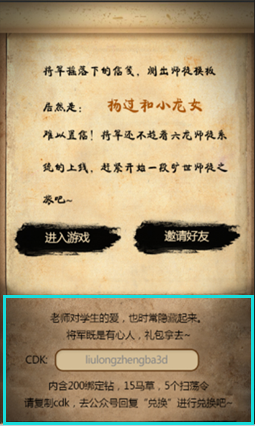 将军最落下的信笺，测出师徒模板
居然是：杨过和小龙女
难以置信！将军还不赶看六龙师徒系
统的上线，赶紧开始一段旷世师徒之
旅吧~
进入游戏 邀请好友
老师对学生的爱，也时常隐藏起来。
将军既是有心人，礼包拿去~
CDK: liulongzhengba3d
内含200绑定钻，15马草，5个扫荡令
请复制cdk，去公众号回复“兑换”进行兑换吧~